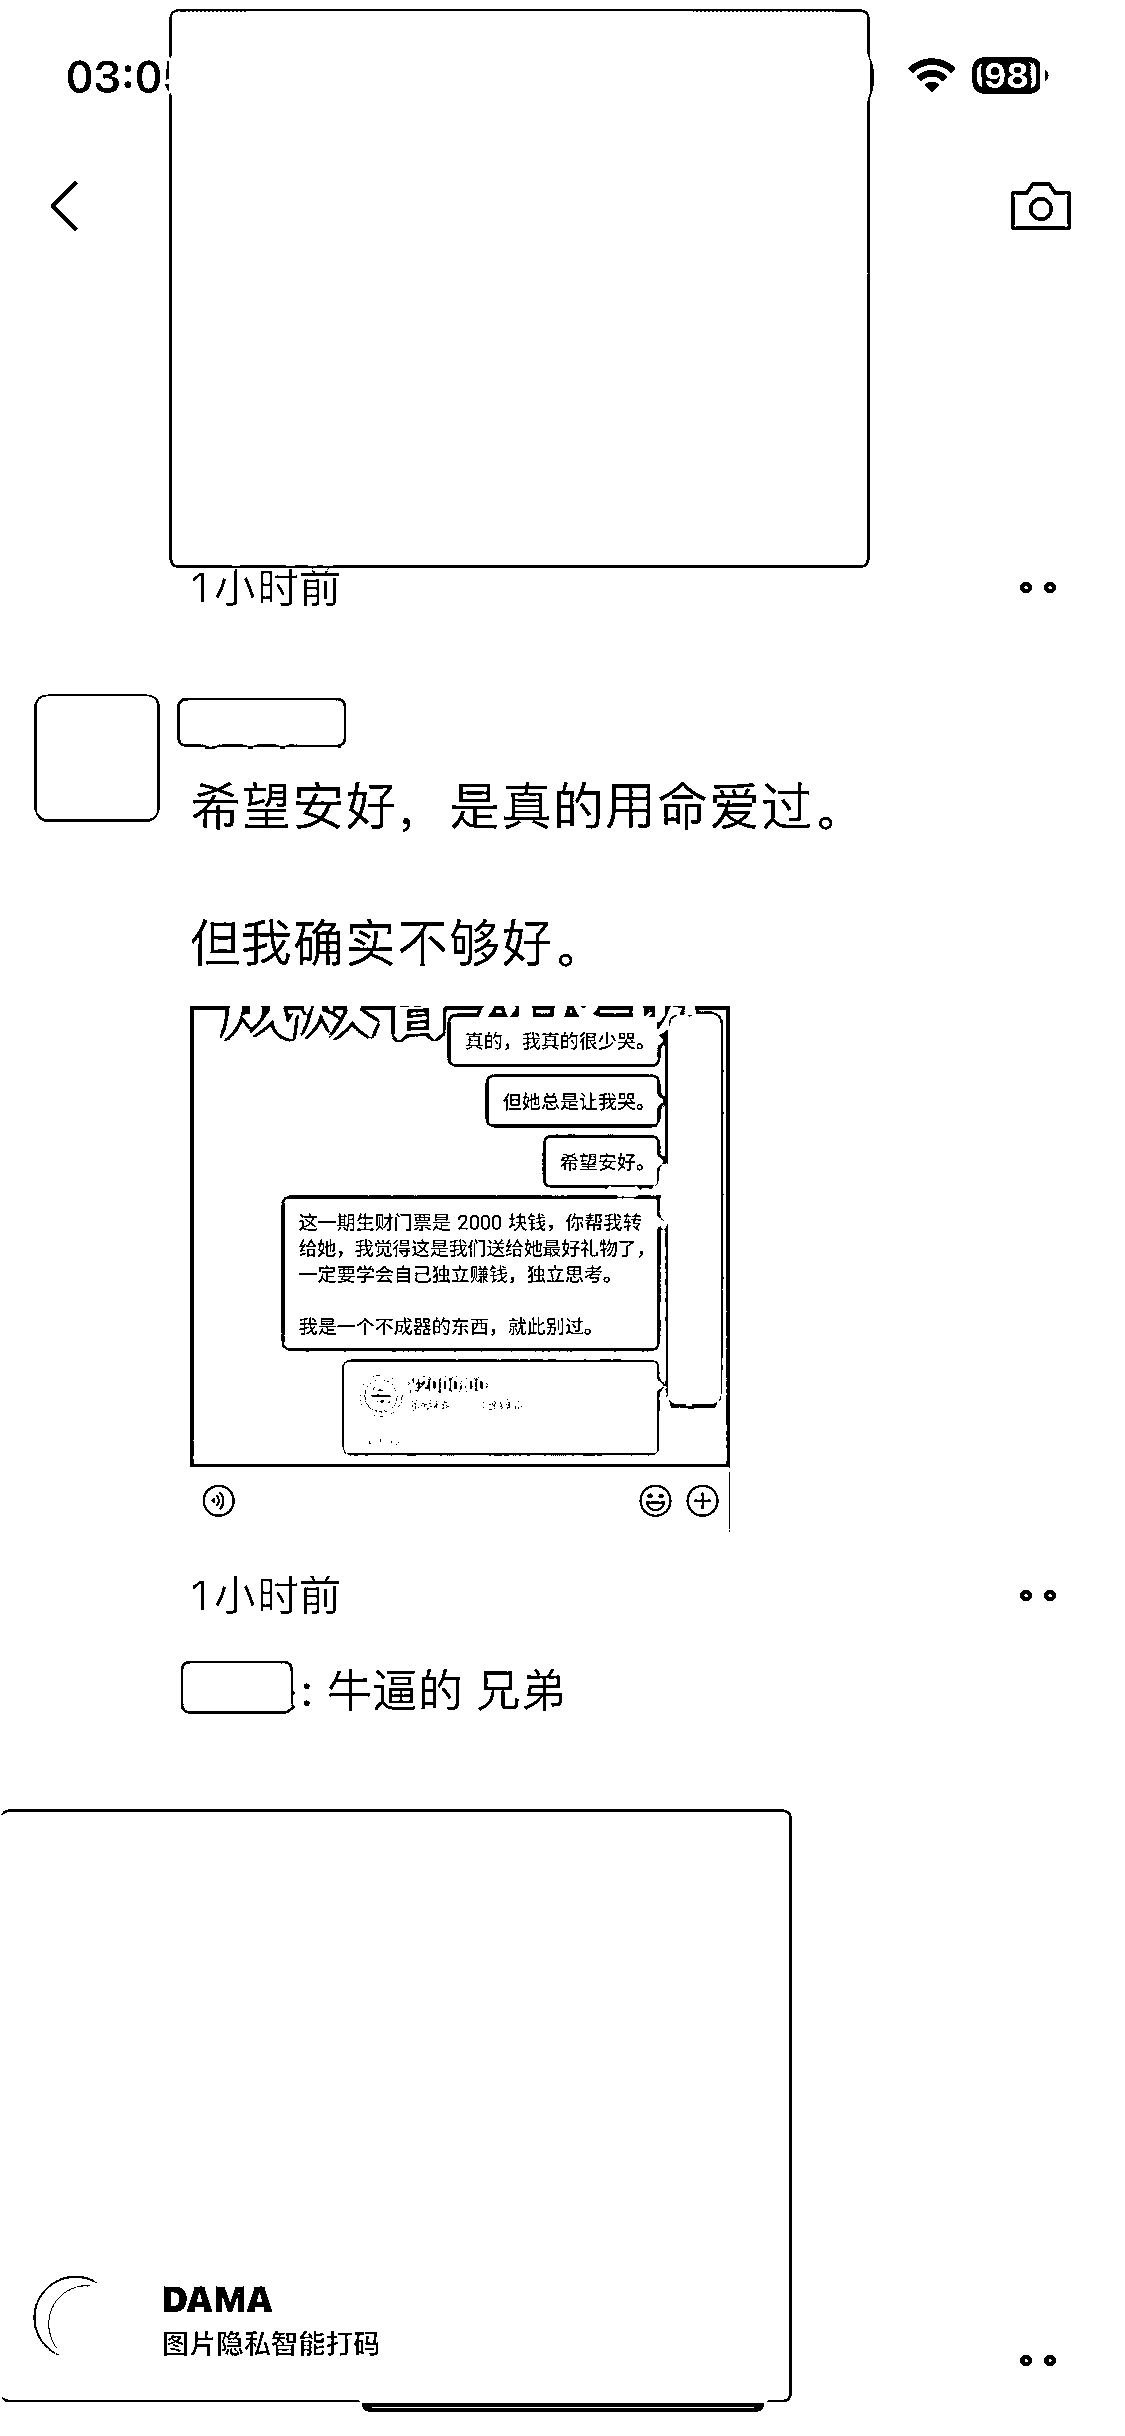 03:0
98
1小时前
希望安好，是真的用命爱过。
但我确实不够好。
真的，我真的很少哭。
但她总是让我哭。
希望安好。
这一期生财门票是 2000 块钱，你帮我转
给她，我觉得这是我们送给她最好礼物了，
一定要学会自己独立赚钱，独立思考。
我是一个不成器的东西，就此别过。
1小时前
: 牛逼的 兄弟
DAMA
图片隐私智能打码